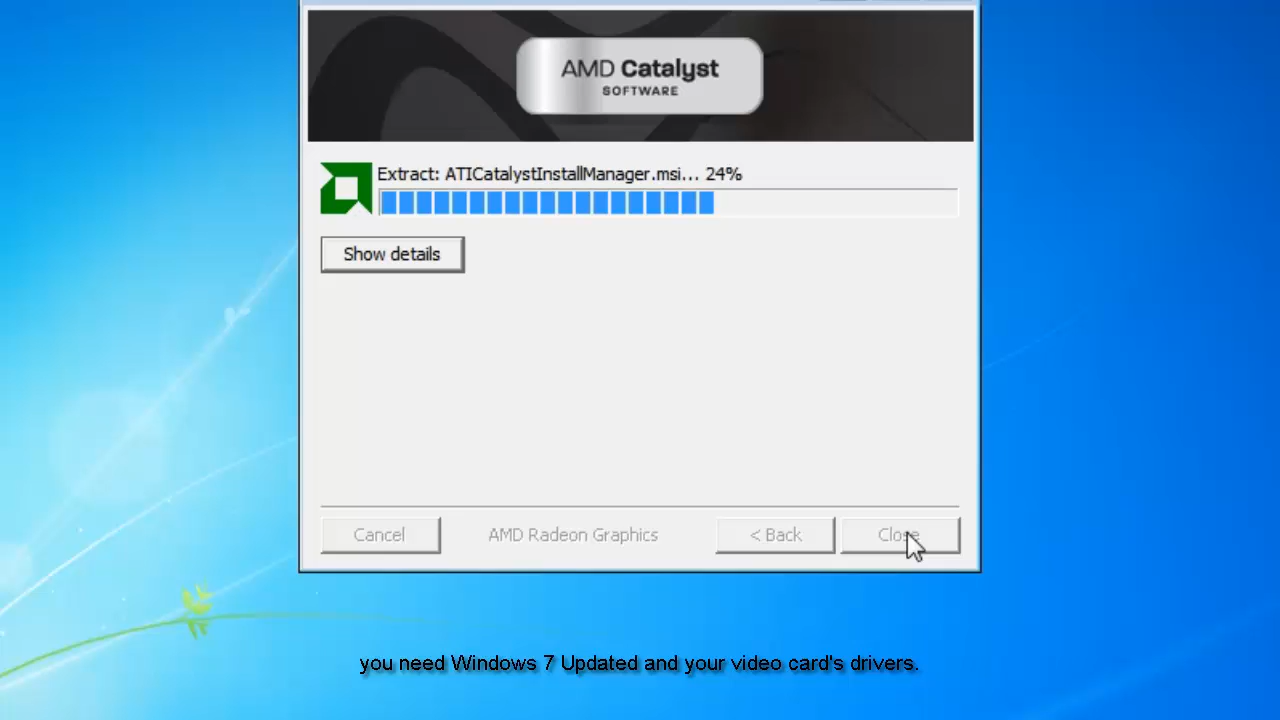 AMD Catalyst
SOFTWARE
Extract: ATICatalystInstallManager.msi... 24%
Show details
Cancel
AMD Radeon Graphics
< Back
Close
you need Windows 7 Updated and your video card's drivers.